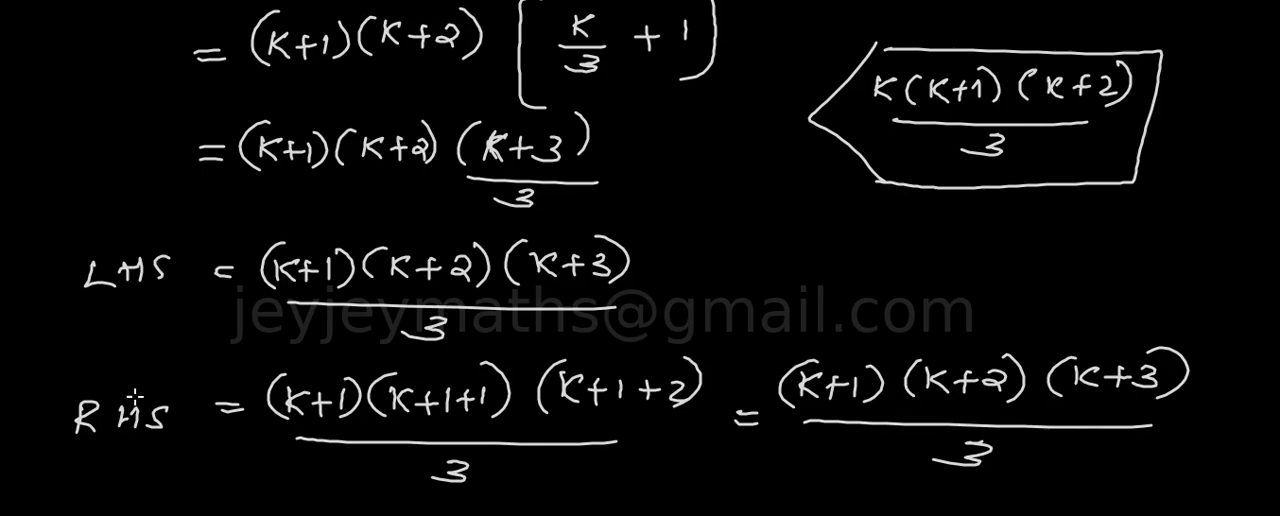 = (K+1)(K+2) [K/3 + 1]
K(K+1)(K+2)/3
= (K+1)(K+2) (K+3)/3
LHS = (K+1)(K+2)(K+3)/3
jeyjeymaths@gmail.com
RHS = (K+1)(K+1+1)(K+1+2)/3 = (K+1)(K+2)(K+3)/3